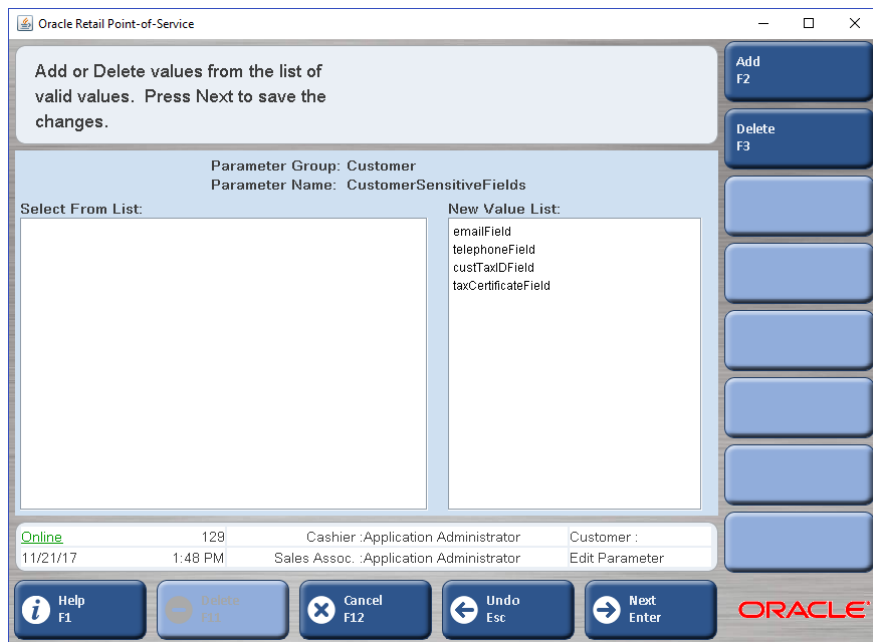 Oracle Retail Point-of-Service
Add or Delete values from the list of
valid values. Press Next to save the
changes.
Add
F2
Delete
F3
Parameter Group: Customer
Parameter Name: CustomerSensitiveFields
Select From List:
New Value List:
emailField
telephoneField
custTaxIDField
taxCertificateField
Online 129 Cashier :Application Administrator Customer :
11/21/17 1:48 PM Sales Assoc. :Application Administrator Edit Parameter
Help
F1
Cancel
F12
Undo
Esc
Next
Enter
ORACLE